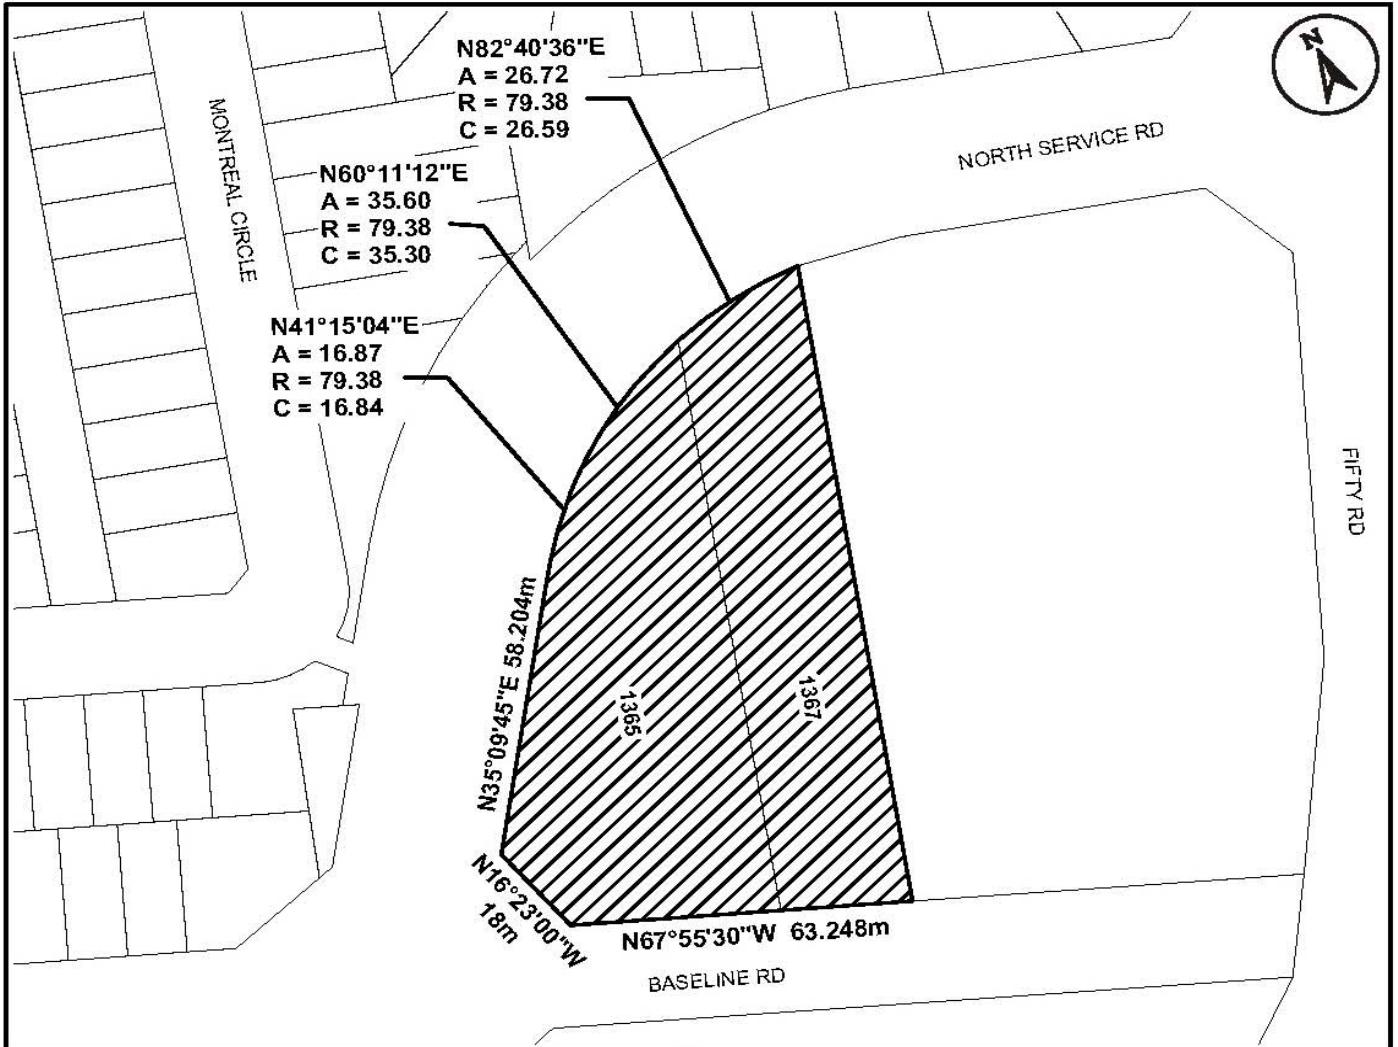 N82°40'36"E
A = 26.72
R = 79.38
C = 26.59
N
NORTH SERVICE RD
MONTREAL CIRCLE
N60°11'12"E
A = 35.60
R = 79.38
C = 35.30
N41°15'04"E
A = 16.87
R = 79.38
C = 16.84
FIFTY RD
N35°09'45"E 58.204m
1365
1367
N16°23'00"W
18m
N67°55'30"W 63.248m
BASELINE RD